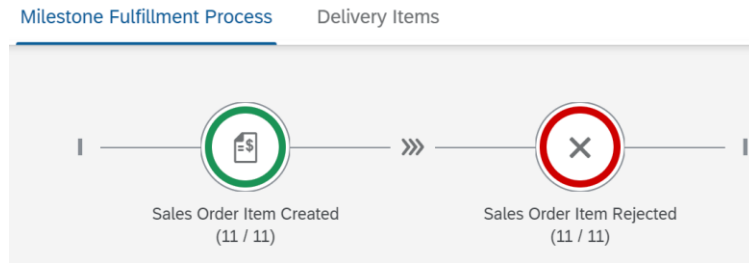 Milestone Fulfillment Process
Delivery Items
Sales Order Item Created
(11 / 11)
Sales Order Item Rejected
(11 / 11)